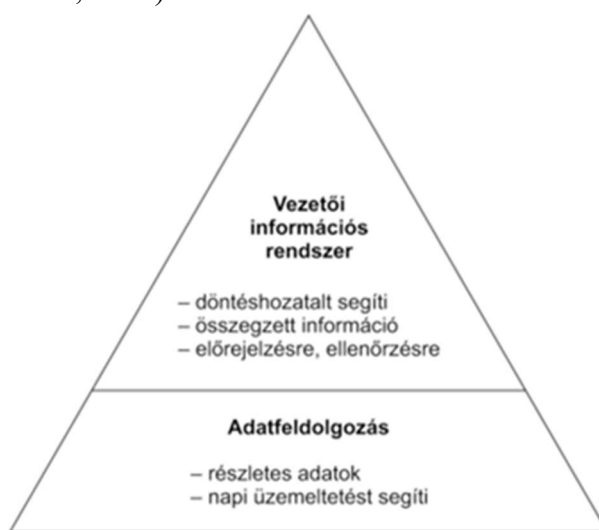 Vezetői
információs
rendszer
– döntéshozatalt segíti
– összegzett információ
– előrejelzésre, ellenőrzésre
Adatfeldolgozás
– részletes adatok
– napi üzemeltetést segíti